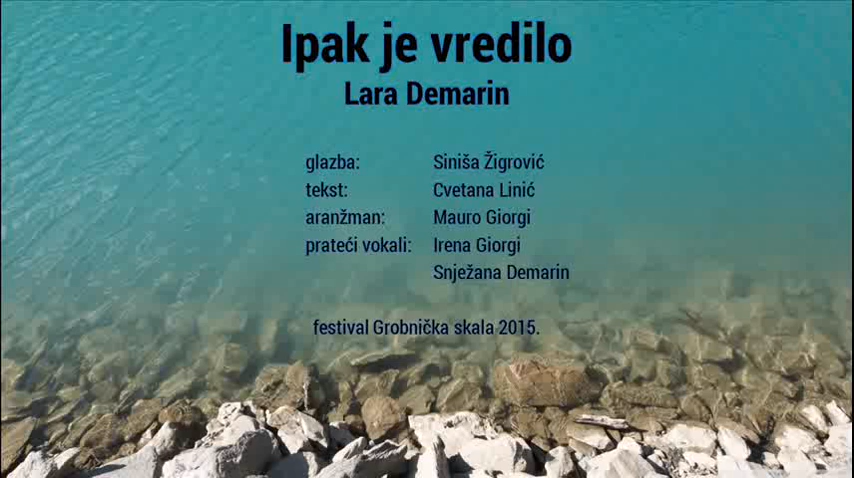 Ipak je vredilo
Lara Demarin
glazba: Siniša Žigrović
tekst: Cvetana Linić
aranžman: Mauro Giorgi
prateći vokali: Irena Giorgi
Snježana Demarin
festival Grobnička skala 2015.